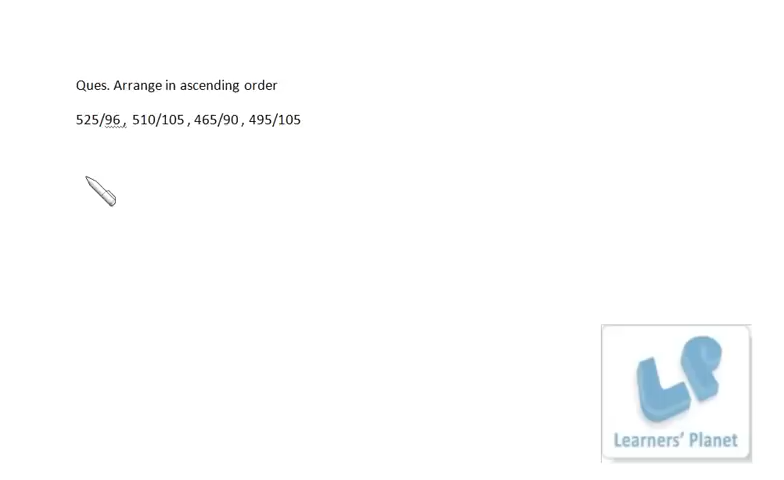 Ques. Arrange in ascending order
525/96 , 510/105 , 465/90 , 495/105
LP
Learners' Planet